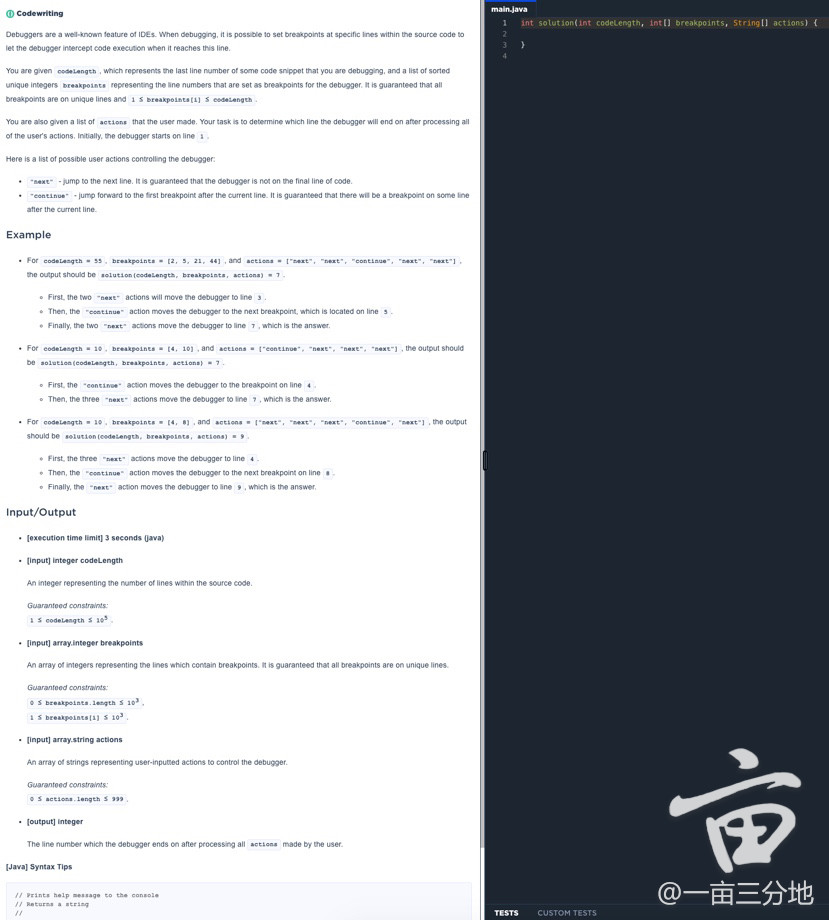 Codewriting
Debuggers are a well-known feature of IDEs. When debugging, it is possible to set breakpoints at specific lines within the source code to
let the debugger intercept code execution when it reaches this line.
You are given codeLength, which represents the last line number of some code snippet that you are debugging, and a list of sorted
unique integers breakpoints representing the line numbers that are set as breakpoints for the debugger. It is guaranteed that all
breakpoints are on unique lines and 1 ≤ breakpoints[i] ≤ codeLength.
You are also given a list of actions that the user made. Your task is to determine which line the debugger will end on after processing all
of the user's actions. Initially, the debugger starts on line 1.
Here is a list of possible user actions controlling the debugger:
• "next" - jump to the next line. It is guaranteed that the debugger is not on the final line of code.
• "continue" - jump forward to the first breakpoint after the current line. It is guaranteed that there will be a breakpoint on some line
after the current line.
Example
• For codeLength = 55, breakpoints = [2, 5, 21, 44], and actions = ["next", "next", "continue", "next", "next"],
the output should be solution(codeLength, breakpoints, actions) = 7.
◦ First, the two "next" actions will move the debugger to line 3.
◦ Then, the "continue" action moves the debugger to the next breakpoint, which is located on line 5.
◦ Finally, the two "next" actions move the debugger to line 7, which is the answer.
• For codeLength = 10, breakpoints = [4, 10], and actions = ["continue", "next", "next", "next"], the output should
be solution(codeLength, breakpoints, actions) = 7.
◦ First, the "continue" action moves the debugger to the breakpoint on line 4.
◦ Then, the three "next" actions move the debugger to line 7, which is the answer.
• For codeLength = 10, breakpoints = [4, 8], and actions = ["next", "next", "next", "continue", "next"], the output
should be solution(codeLength, breakpoints, actions) = 9.
◦ First, the three "next" actions move the debugger to line 4.
◦ Then, the "continue" action moves the debugger to the next breakpoint on line 8.
◦ Finally, the "next" action moves the debugger to line 9, which is the answer.
Input/Output
• [execution time limit] 3 seconds (java)
• [input] integer codeLength
An integer representing the number of lines within the source code.
Guaranteed constraints:
1 ≤ codeLength ≤ 10⁵.
• [input] array.integer breakpoints
An array of integers representing the lines which contain breakpoints. It is guaranteed that all breakpoints are on unique lines.
Guaranteed constraints:
0 ≤ breakpoints.length ≤ 10³,
1 ≤ breakpoints[i] ≤ 10³.
• [input] array.string actions
An array of strings representing user-inputted actions to control the debugger.
Guaranteed constraints:
0 ≤ actions.length ≤ 999.
• [output] integer
The line number which the debugger ends on after processing all actions made by the user.
[Java] Syntax Tips
// Prints help message to the console
// Returns a string
//
main.java
1 int solution(int codeLength, int[] breakpoints, String[] actions) {
2
3 }
4
TESTS CUSTOM TESTS
亩
@一亩三分地